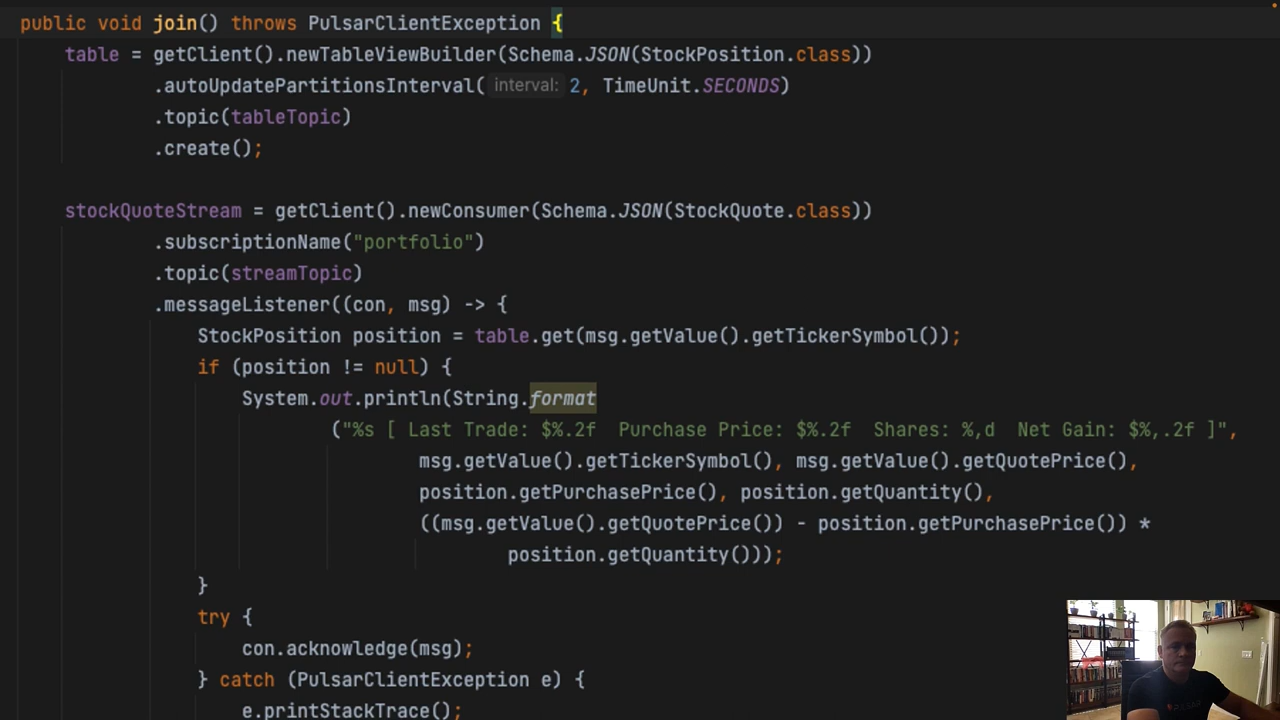 public void join() throws PulsarClientException {
table = getClient().newTableViewBuilder(Schema.JSON(StockPosition.class))
.autoUpdatePartitionsInterval( interval: 2, TimeUnit.SECONDS)
.topic(tableTopic)
.create();
stockQuoteStream = getClient().newConsumer(Schema.JSON(StockQuote.class))
.subscriptionName("portfolio")
.topic(streamTopic)
.messageListener((con, msg) -> {
StockPosition position = table.get(msg.getValue().getTickerSymbol());
if (position != null) {
System.out.println(String.format
("%s [ Last Trade: $%.2f  Purchase Price: $%.2f  Shares: %,d  Net Gain: $%,.2f ]",
msg.getValue().getTickerSymbol(), msg.getValue().getQuotePrice(),
position.getPurchasePrice(), position.getQuantity(),
((msg.getValue().getQuotePrice()) - position.getPurchasePrice()) *
position.getQuantity()));
}
try {
con.acknowledge(msg);
} catch (PulsarClientException e) {
e.printStackTrace();